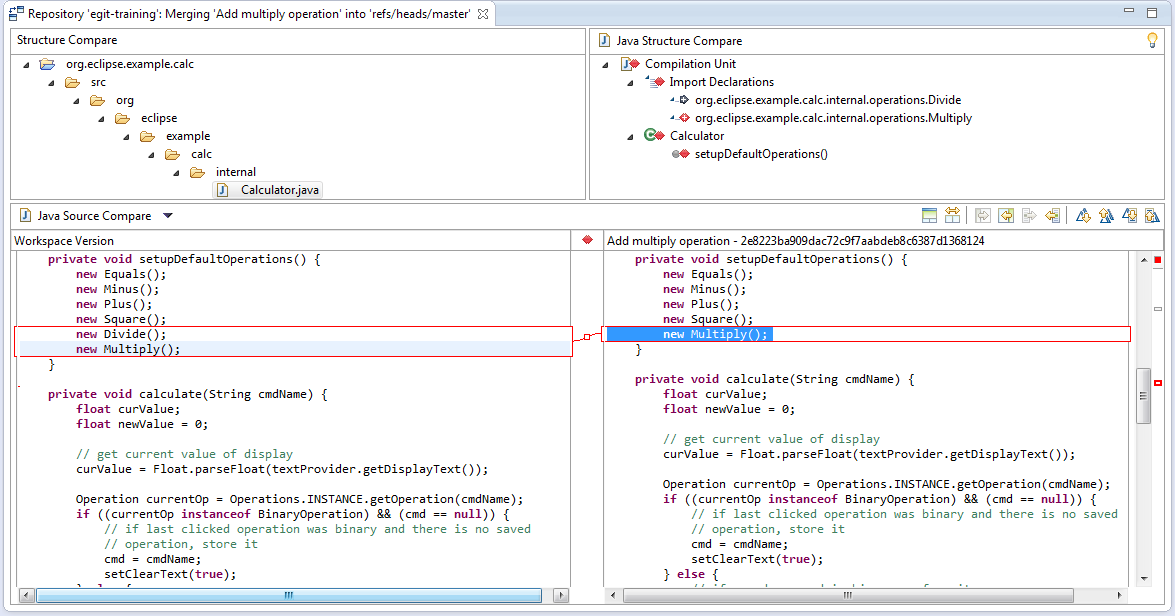 Repository 'egit-training': Merging 'Add multiply operation' into 'refs/heads/master'
Structure Compare
org.eclipse.example.calc
src
org
eclipse
example
calc
internal
Calculator.java
Java Structure Compare
Compilation Unit
Import Declarations
org.eclipse.example.calc.internal.operations.Divide
org.eclipse.example.calc.internal.operations.Multiply
Calculator
setupDefaultOperations()
Java Source Compare
Workspace Version
private void setupDefaultOperations() {
new Equals();
new Minus();
new Plus();
new Square();
new Divide();
new Multiply();
}
private void calculate(String cmdName) {
float curValue;
float newValue = 0;
// get current value of display
curValue = Float.parseFloat(textProvider.getDisplayText());
Operation currentOp = Operations.INSTANCE.getOperation(cmdName);
if ((currentOp instanceof BinaryOperation) && (cmd == null)) {
// if last clicked operation was binary and there is no saved
// operation, store it
cmd = cmdName;
setClearText(true);
Add multiply operation - 2e8223ba909dac72c9f7aabdeb8c6387d1368124
private void setupDefaultOperations() {
new Equals();
new Minus();
new Plus();
new Square();
new Multiply();
}
private void calculate(String cmdName) {
float curValue;
float newValue = 0;
// get current value of display
curValue = Float.parseFloat(textProvider.getDisplayText());
Operation currentOp = Operations.INSTANCE.getOperation(cmdName);
if ((currentOp instanceof BinaryOperation) && (cmd == null)) {
// if last clicked operation was binary and there is no saved
// operation, store it
cmd = cmdName;
setClearText(true);
} else {